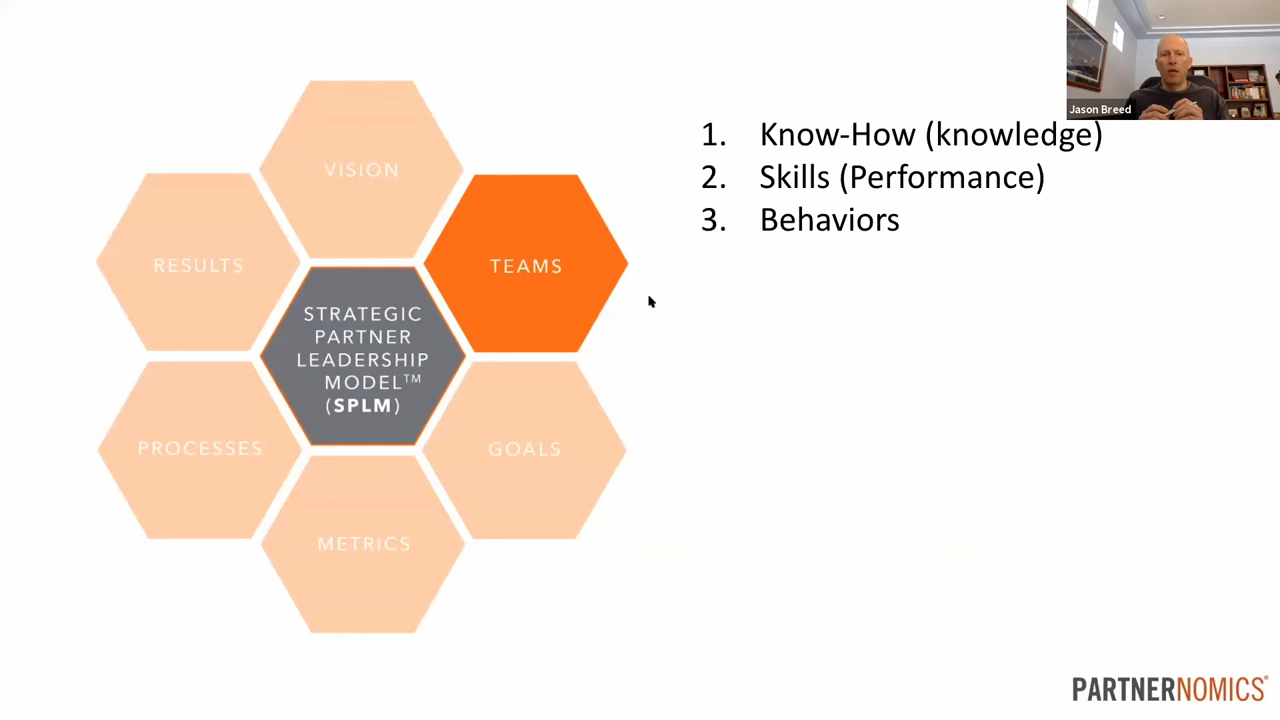 Jason Breed
1. Know-How (knowledge)
2. Skills (Performance)
3. Behaviors
VISION
TEAMS
RESULTS
STRATEGIC
PARTNER
LEADERSHIP
MODEL™
(SPLM)
PROCESSES
GOALS
METRICS
PARTNERNOMICS®